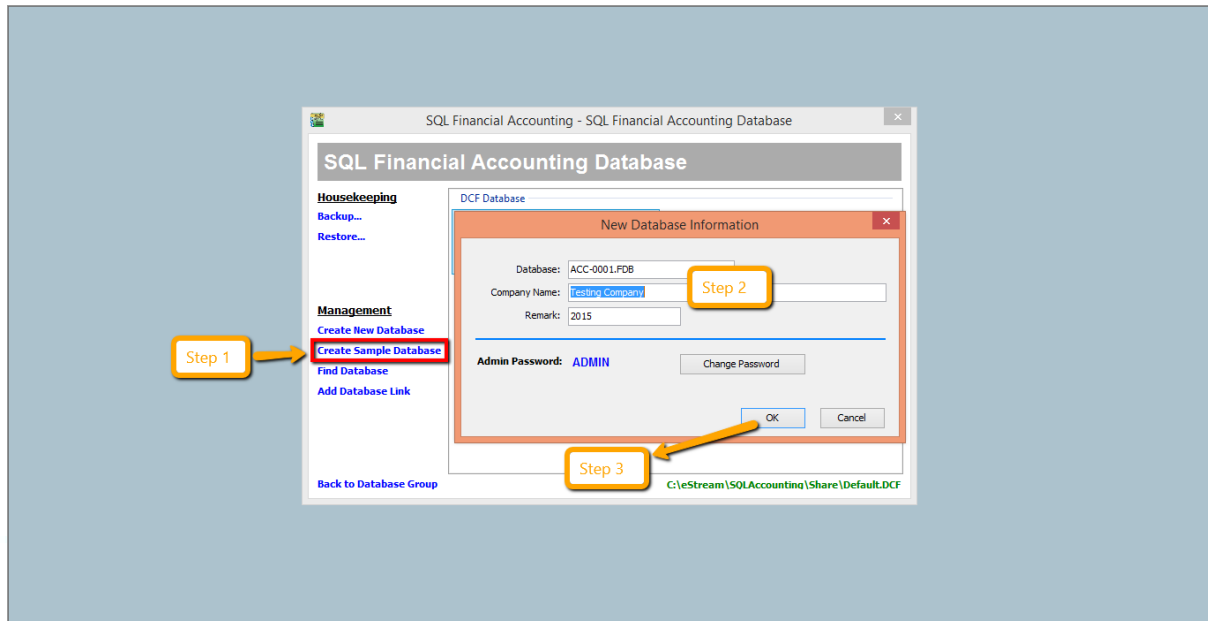 SQL Financial Accounting - SQL Financial Accounting Database
SQL Financial Accounting Database
Housekeeping
Backup...
Restore...
Management
Create New Database
Create Sample Database
Find Database
Add Database Link
Back to Database Group
DCF Database
New Database Information
Database: ACC-0001.FDB
Company Name: Testing Company
Remark: 2015
Admin Password: ADMIN
Change Password
OK Cancel
C:\eStream\SQLAccounting\Share\Default.DCF
Step 1
Step 2
Step 3